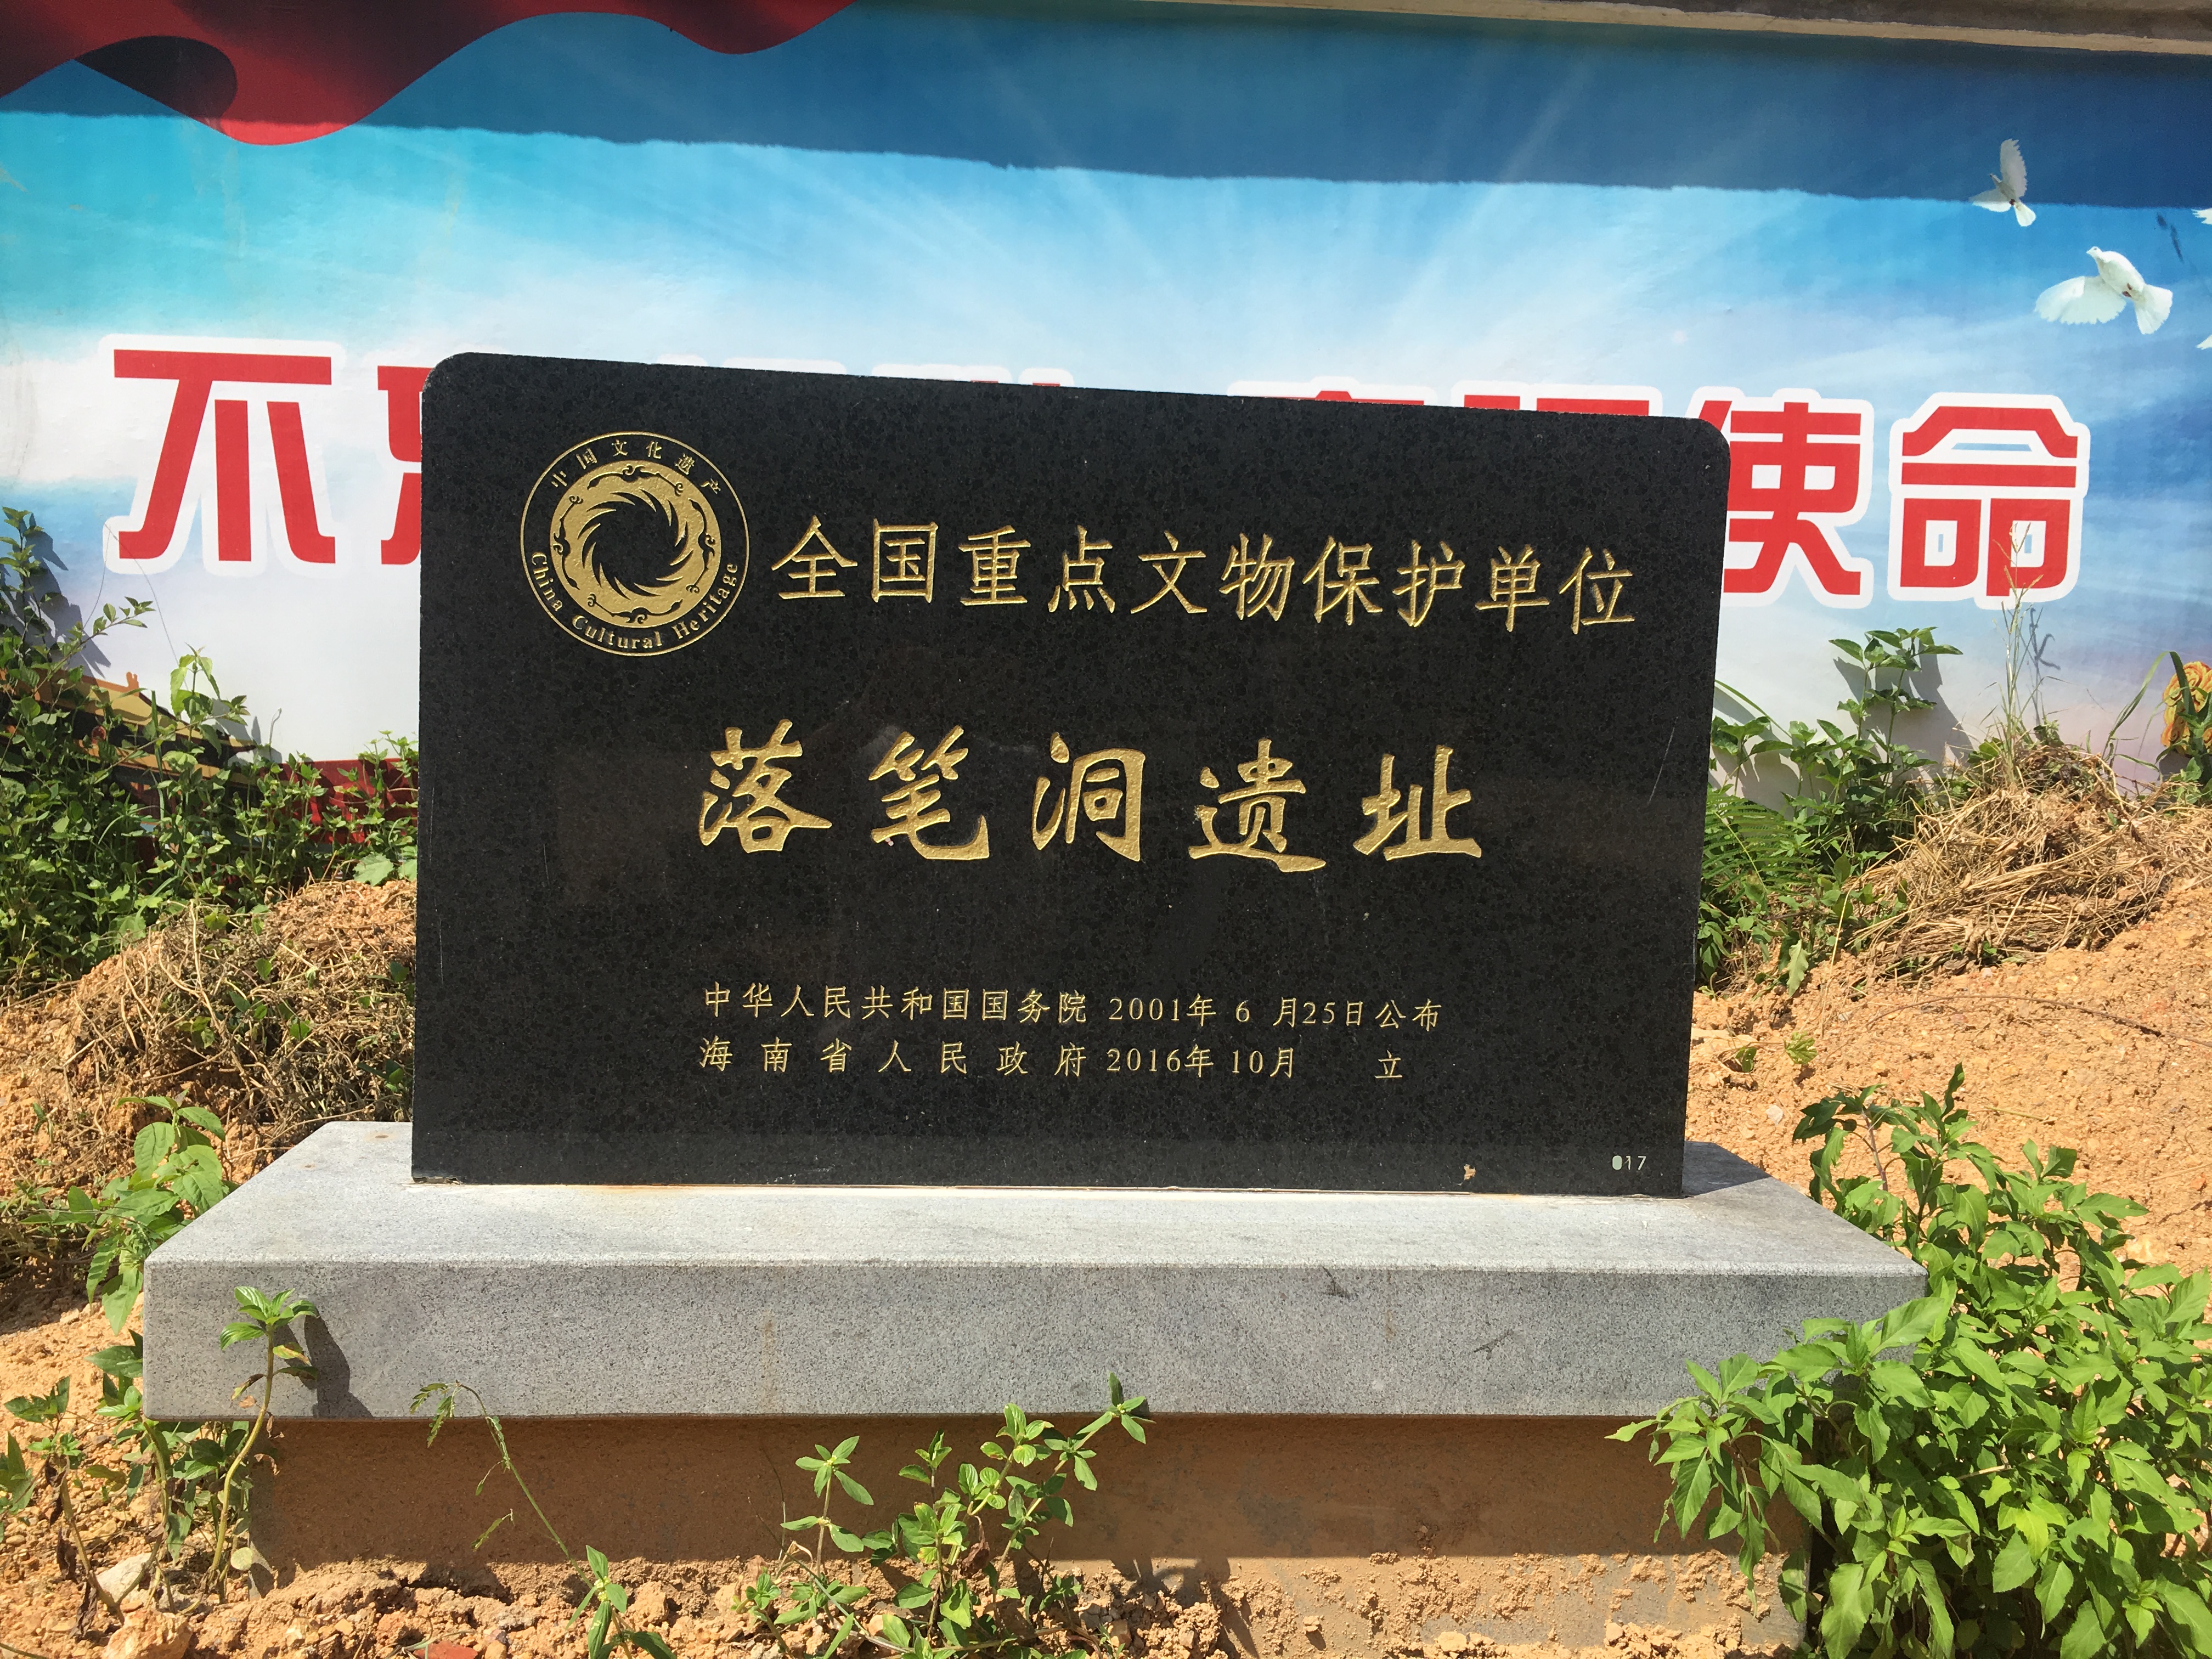 不 使命
中国文化遗产
China Cultural Heritage
全国重点文物保护单位
落笔洞遗址
中华人民共和国国务院 2001年 6 月25日公布
海南省人民政府 2016年 10月 立
017